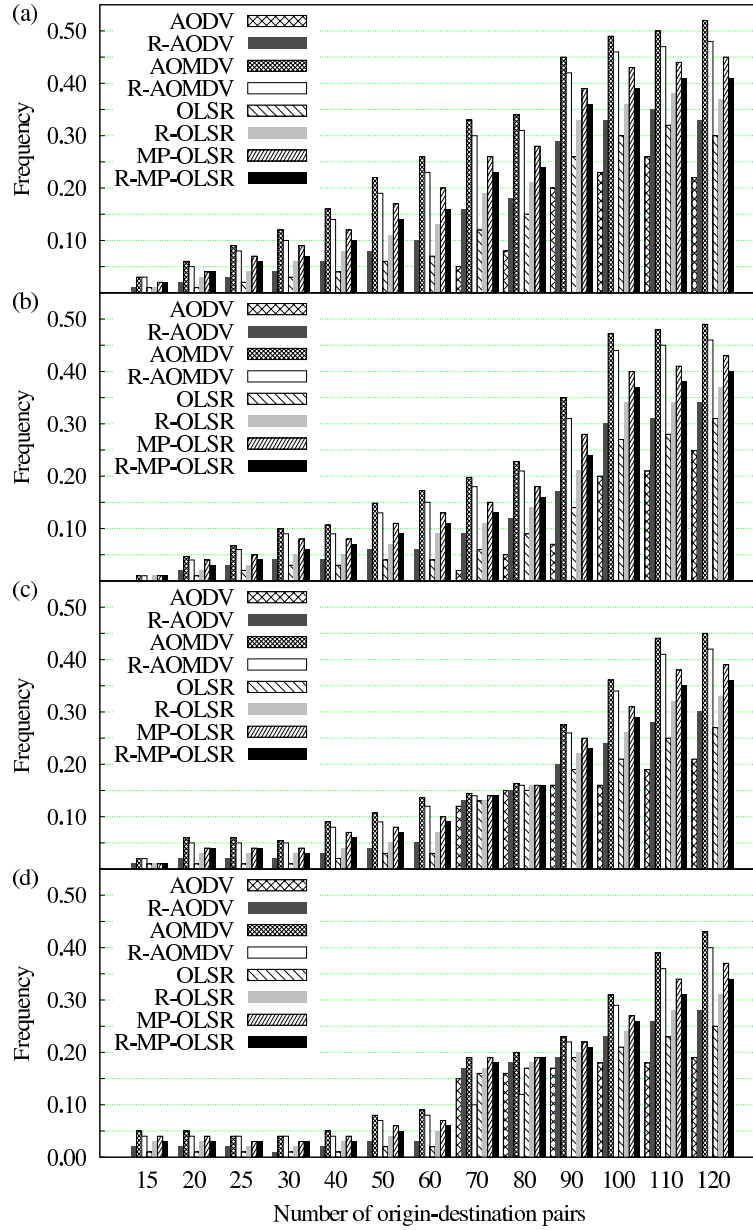 (a)
Frequency
0.50
0.40
0.30
0.20
0.10
AODV
R-AODV
AOMDV
R-AOMDV
OLSR
R-OLSR
MP-OLSR
R-MP-OLSR
(b)
Frequency
0.50
0.40
0.30
0.20
0.10
AODV
R-AODV
AOMDV
R-AOMDV
OLSR
R-OLSR
MP-OLSR
R-MP-OLSR
(c)
Frequency
0.50
0.40
0.30
0.20
0.10
AODV
R-AODV
AOMDV
R-AOMDV
OLSR
R-OLSR
MP-OLSR
R-MP-OLSR
(d)
Frequency
0.50
0.40
0.30
0.20
0.10
0.00
AODV
R-AODV
AOMDV
R-AOMDV
OLSR
R-OLSR
MP-OLSR
R-MP-OLSR
15 20 25 30 40 50 60 70 80 90 100 110 120
Number of origin-destination pairs